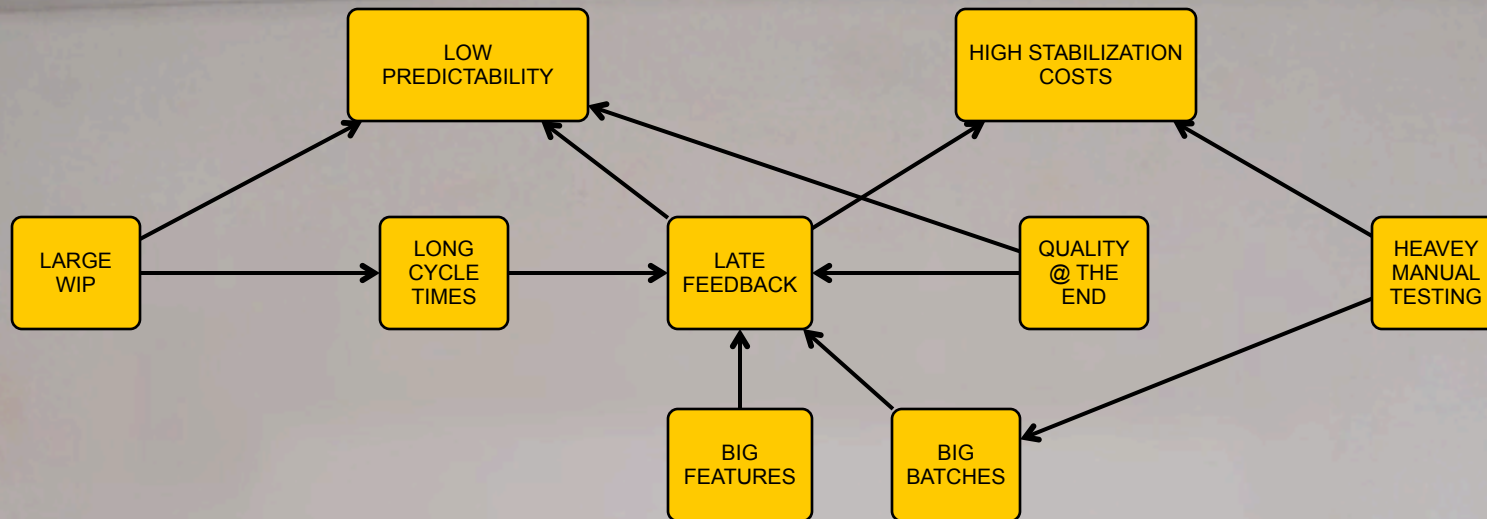 LOW
PREDICTABILITY
HIGH STABILIZATION
COSTS
LARGE
WIP
LONG
CYCLE
TIMES
LATE
FEEDBACK
QUALITY
@ THE
END
HEAVEY
MANUAL
TESTING
BIG
FEATURES
BIG
BATCHES